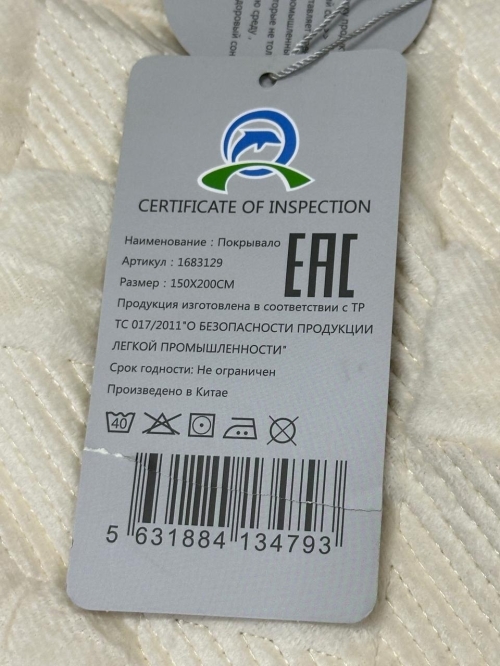 CERTIFICATE OF INSPECTION
Наименование : Покрывало
Артикул : 1683129
Размер : 150X200CM
EAC
Продукция изготовлена в соответствии с ТР
ТС 017/2011"О БЕЗОПАСНОСТИ ПРОДУКЦИИ
ЛЕГКОЙ ПРОМЫШЛЕННОСТИ"
Срок годности: Не ограничен
Произведено в Китае
40
5 631884 134793